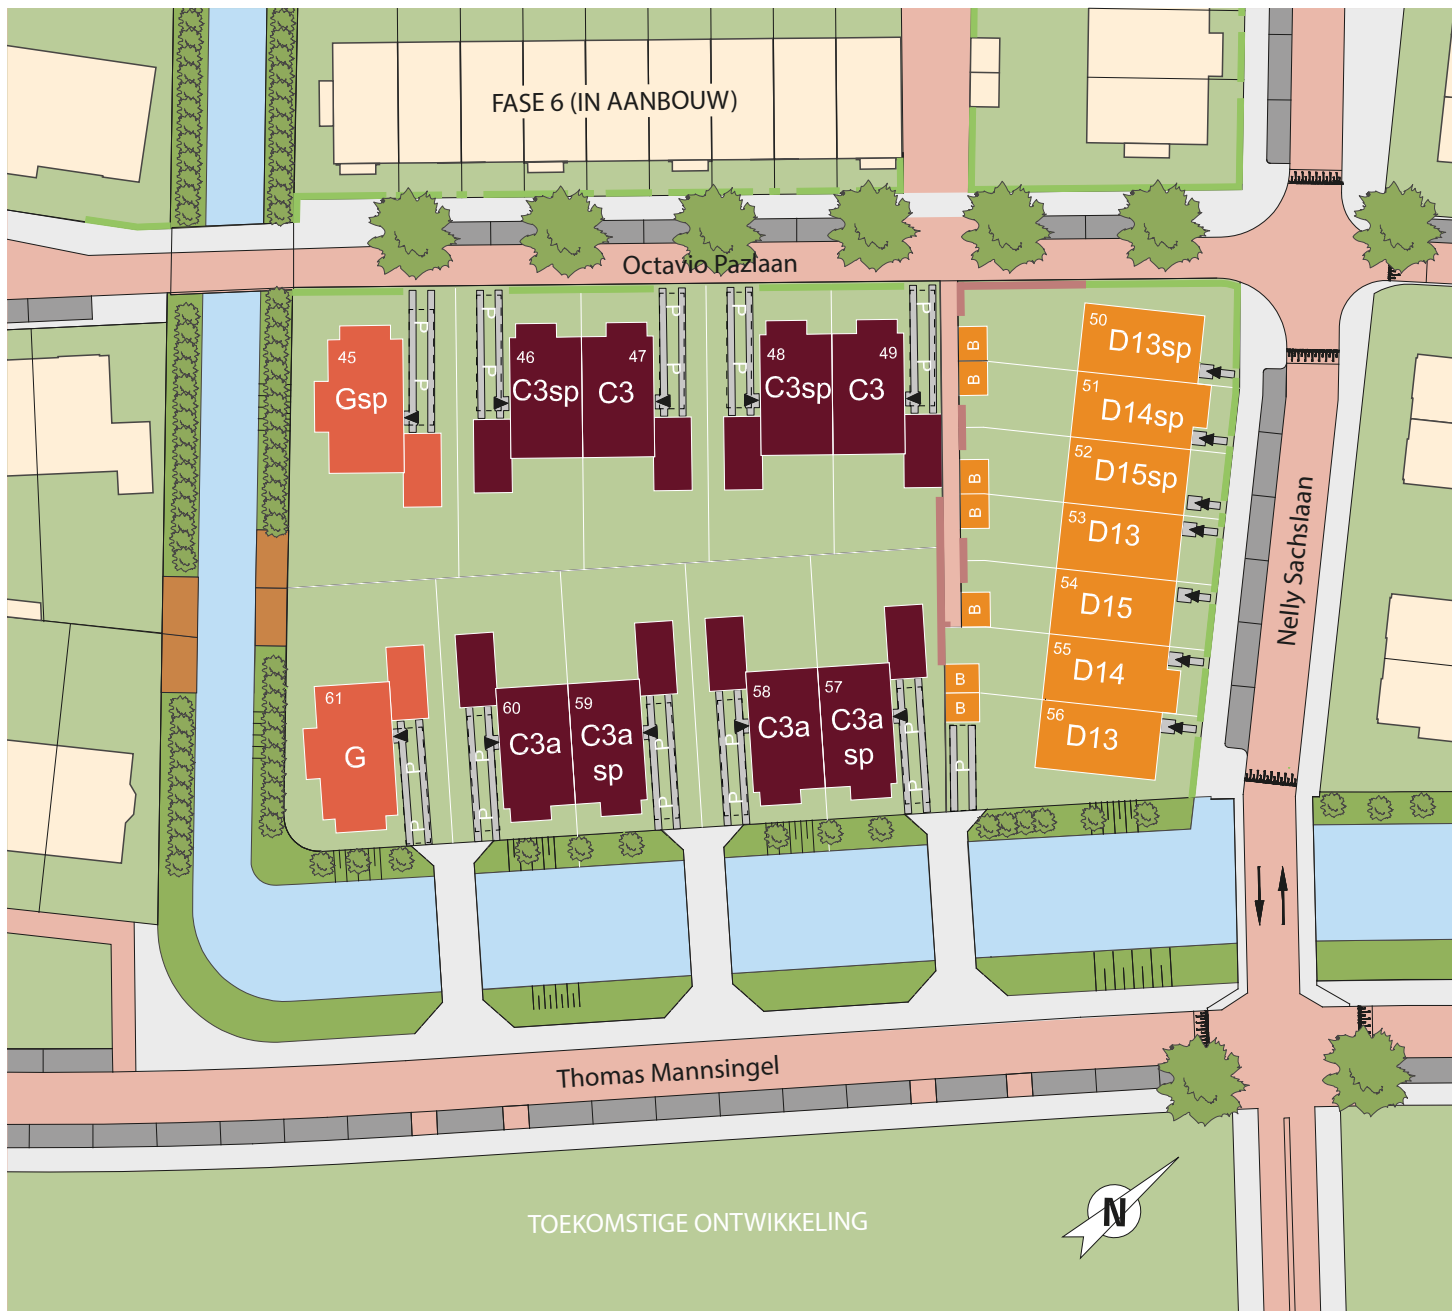 FASE 6 (IN AANBOUW)
Octavio Pazlaan
45
Gsp
P
P
P
P
46
C3sp
47
C3
P
P
P
P
48
C3sp
49
C3
P
P
B
B
B
B
B
B
B
50
D13sp
51
D14sp
52
D15sp
53
D13
54
D15
55
D14
56
D13
Nelly Sachslaan
61
G
P
P
P
P
60
C3a
59
C3a
sp
P
P
P
P
58
C3a
57
C3a
sp
P
P
P
Thomas Mannsingel
TOEKOMSTIGE ONTWIKKELING
N